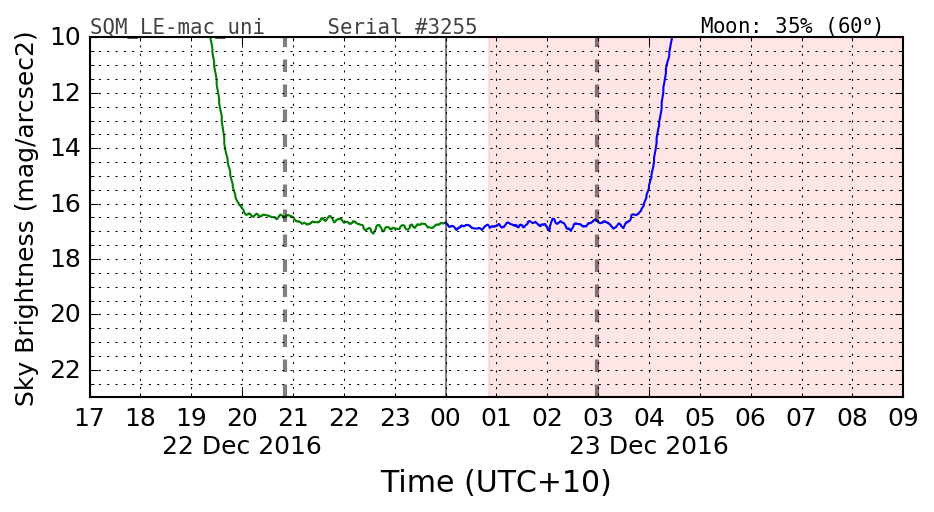 SQM_LE-mac_uni Serial #3255 Moon: 35% (60°)
Sky Brightness (mag/arcsec2)
10
12
14
16
18
20
22
17 18 19 20 21 22 23 00 01 02 03 04 05 06 07 08 09
22 Dec 2016 23 Dec 2016
Time (UTC+10)